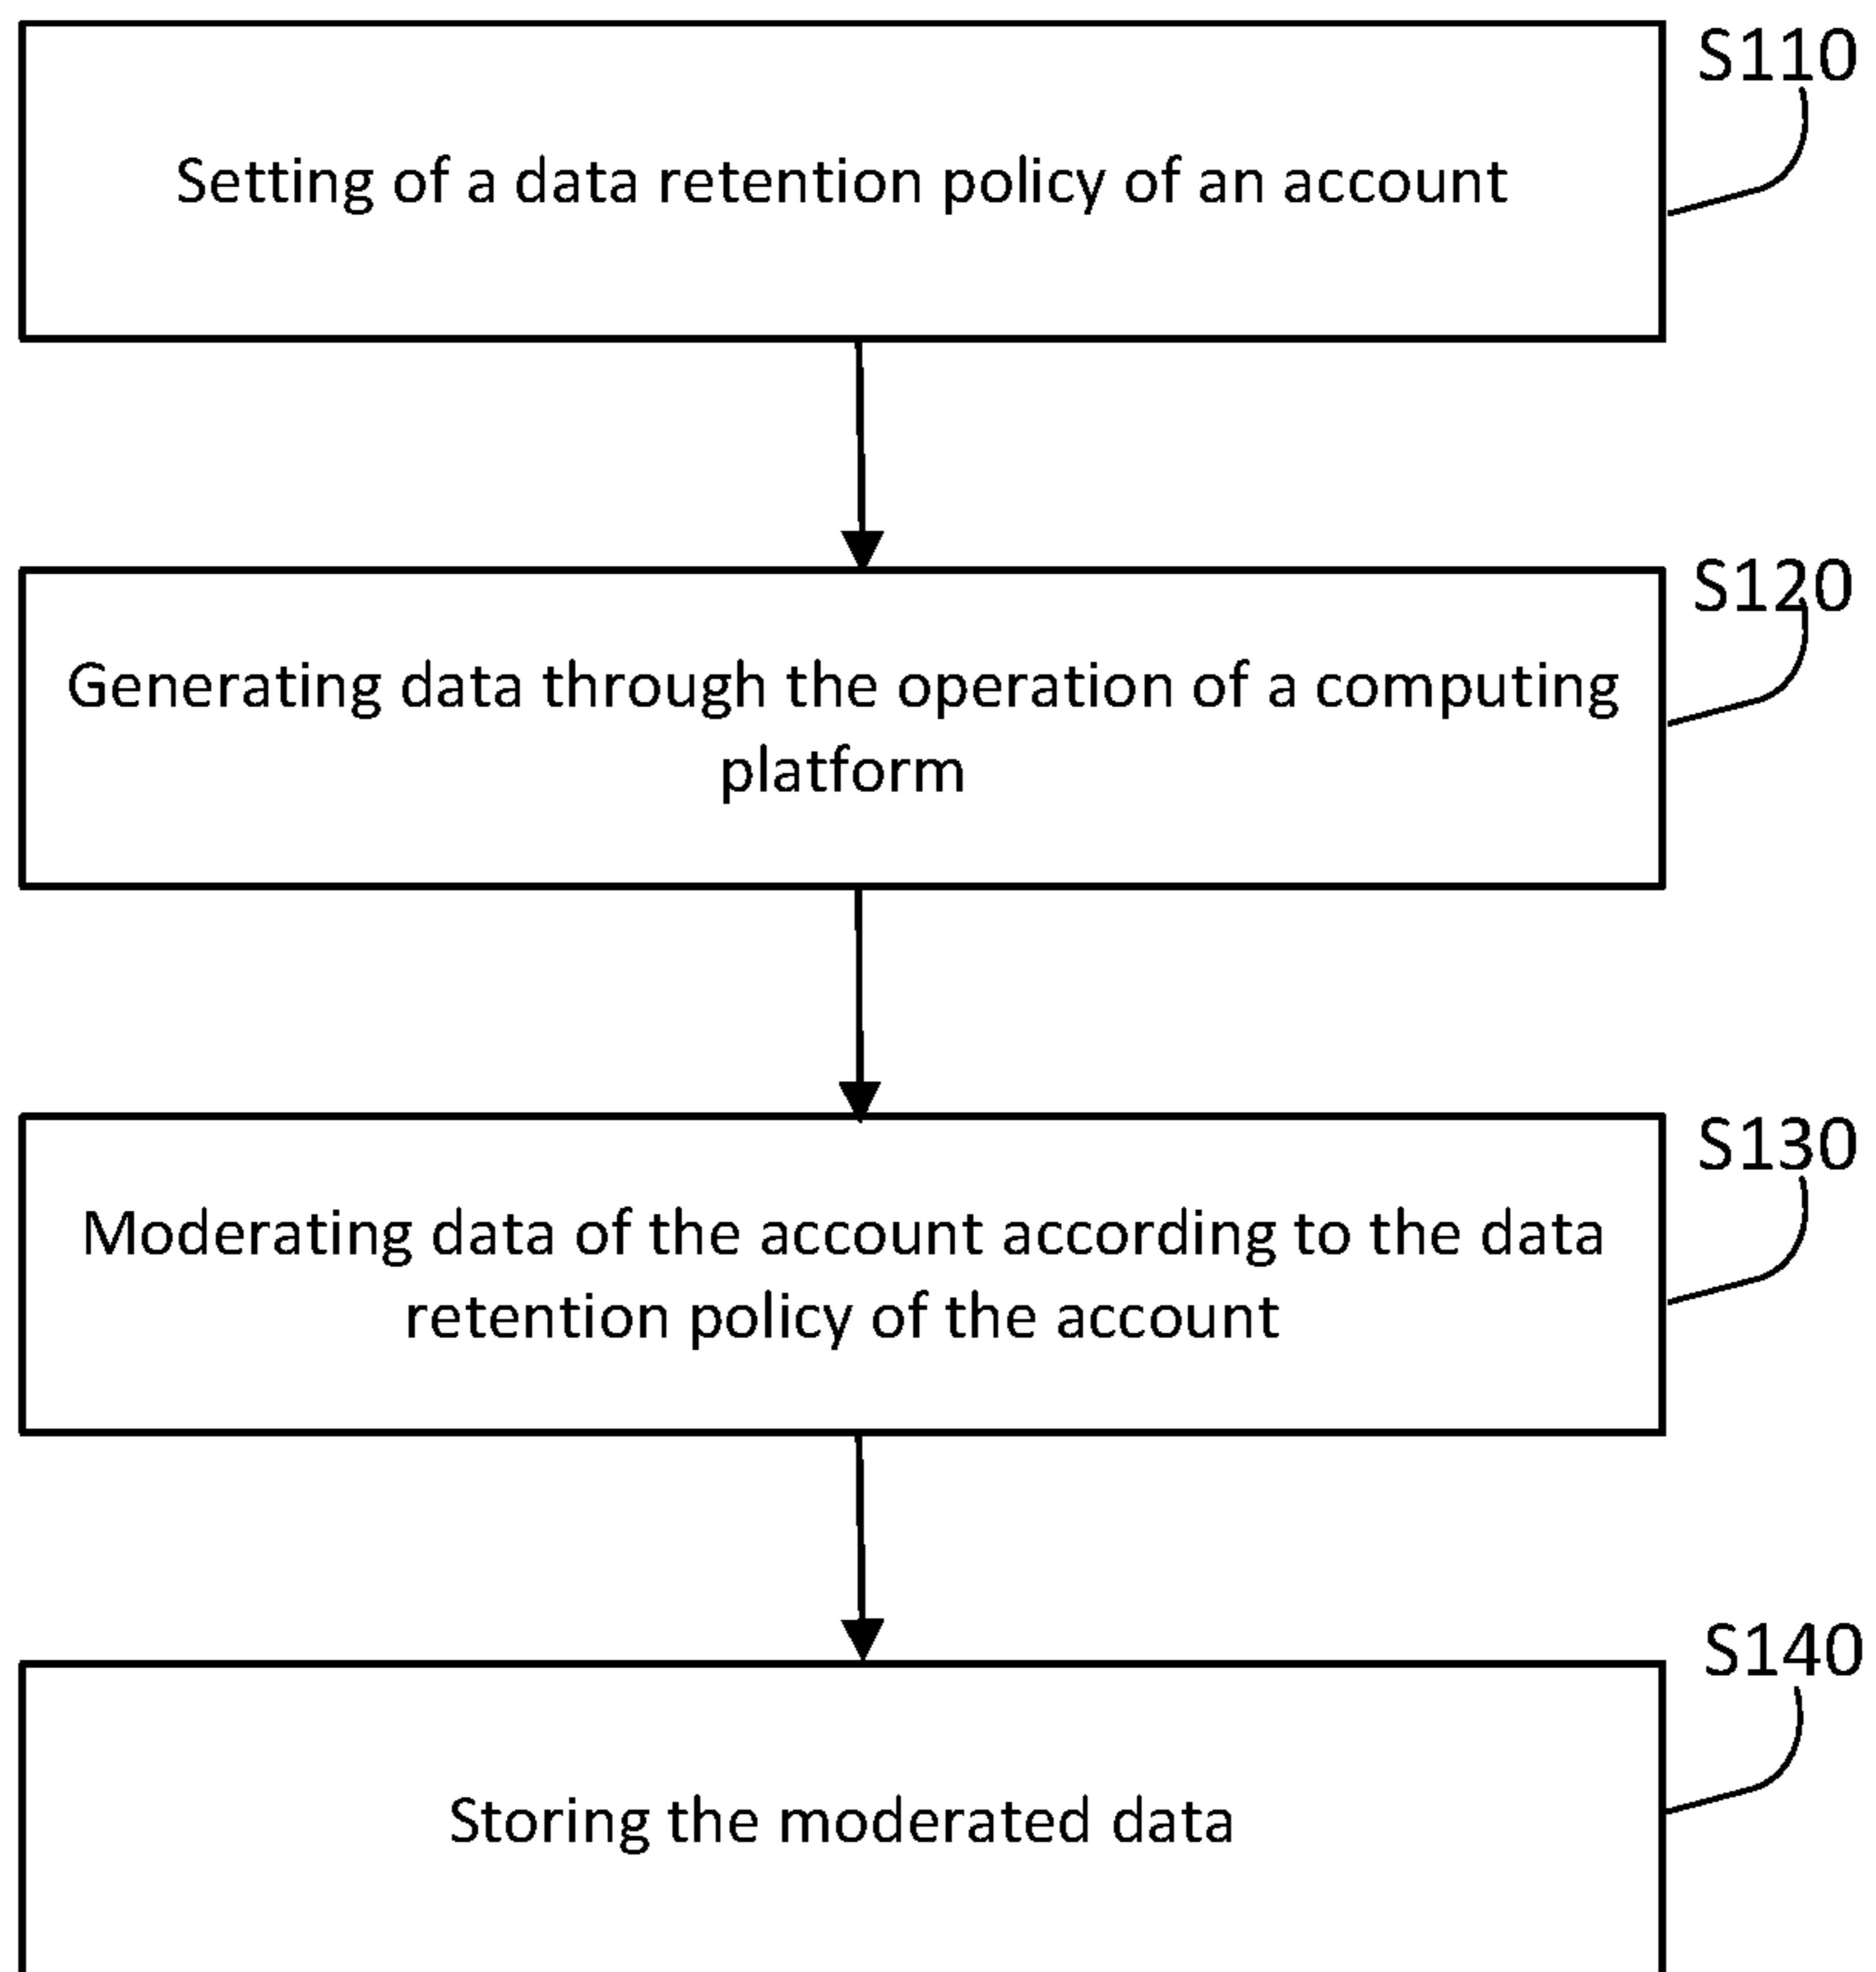 S110
Setting of a data retention policy of an account
S120
Generating data through the operation of a computing
platform
S130
Moderating data of the account according to the data
retention policy of the account
S140
Storing the moderated data